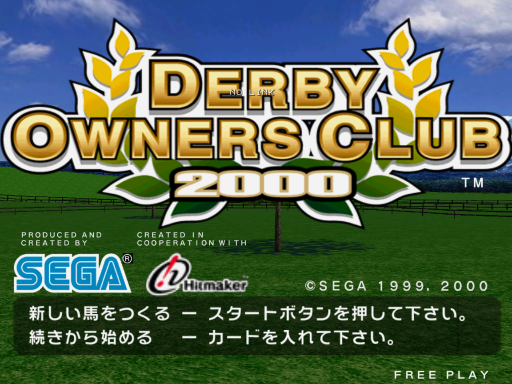 DERBY
NO LINK
OWNERS CLUB
2000
TM
PRODUCED AND
CREATED BY
CREATED IN
COOPERATION WITH
SEGA®
Hitmaker
©SEGA 1999, 2000
新しい馬をつくる ー スタートボタンを押して下さい。
続きから始める ー カードを入れて下さい。
FREE PLAY